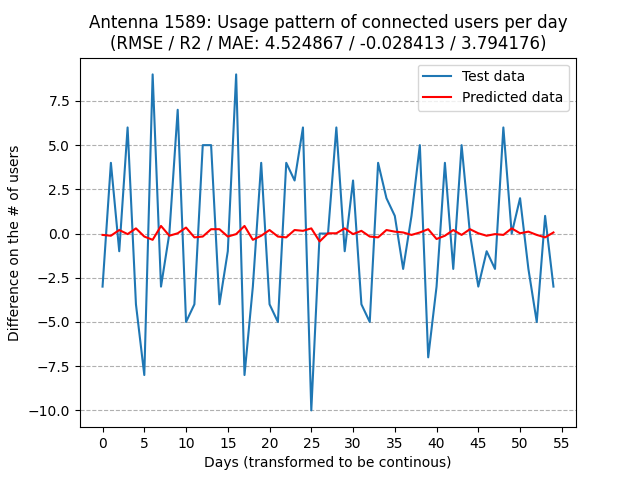 Antenna 1589: Usage pattern of connected users per day
(RMSE / R2 / MAE: 4.524867 / -0.028413 / 3.794176)
Test data
Predicted data
Difference on the # of users
7.5
5.0
2.5
0.0
−2.5
−5.0
−7.5
−10.0
0 5 10 15 20 25 30 35 40 45 50 55
Days (transformed to be continous)